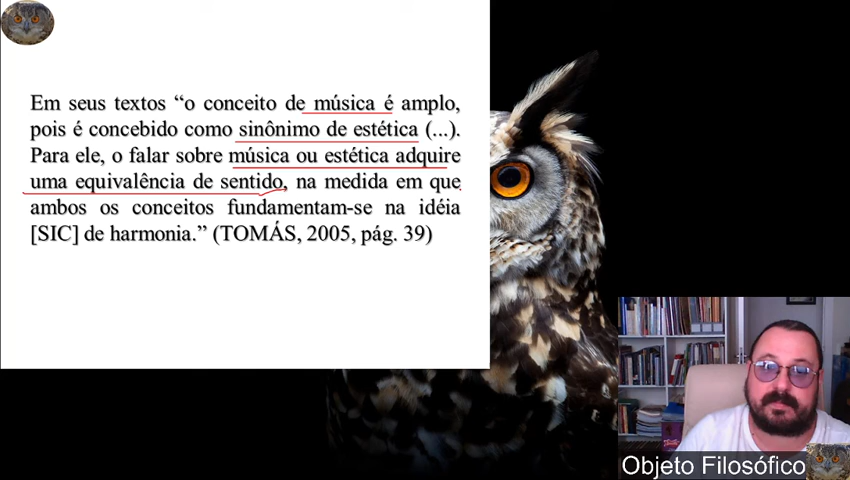 Em seus textos “o conceito de música é amplo,
pois é concebido como sinônimo de estética (...).
Para ele, o falar sobre música ou estética adquire
uma equivalência de sentido, na medida em que
ambos os conceitos fundamentam-se na idéia
[SIC] de harmonia.” (TOMÁS, 2005, pág. 39)
Objeto Filosófico